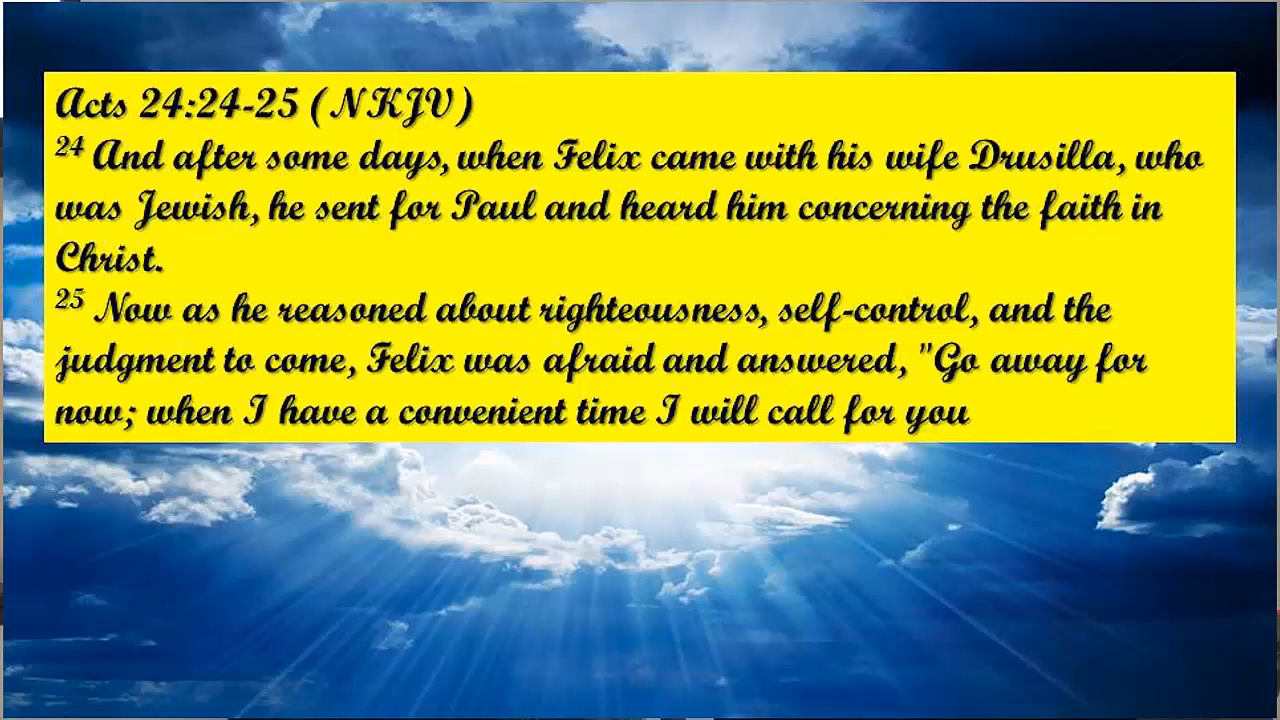 Acts 24:24-25 (NKJV)
24 And after some days, when Felix came with his wife Drusilla, who
was Jewish, he sent for Paul and heard him concerning the faith in
Christ.
25 Now as he reasoned about righteousness, self-control, and the
judgment to come, Felix was afraid and answered, "Go away for
now; when I have a convenient time I will call for you